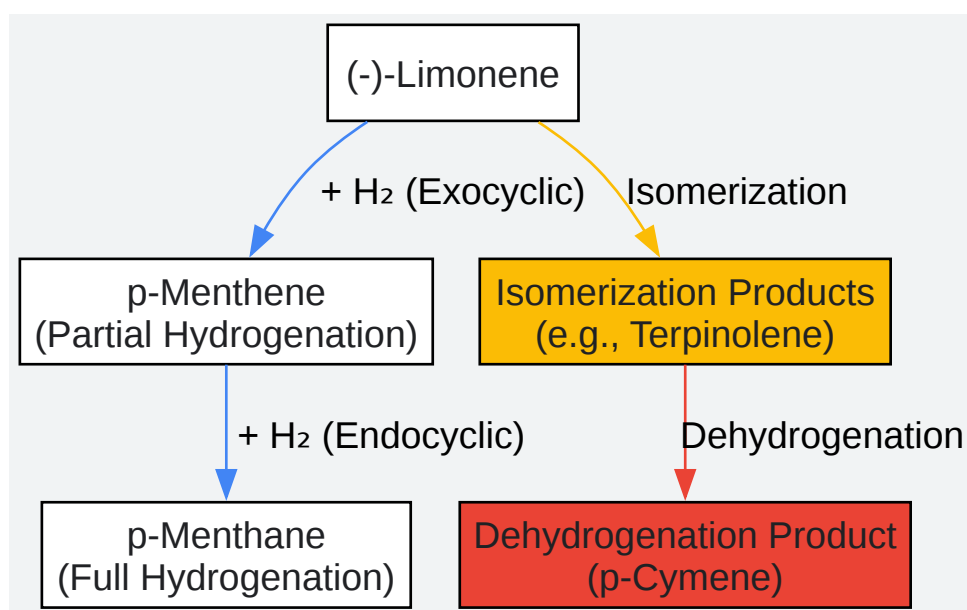 (-)-Limonene
+ H₂ (Exocyclic)
Isomerization
p-Menthene
(Partial Hydrogenation)
Isomerization Products
(e.g., Terpinolene)
+ H₂ (Endocyclic)
Dehydrogenation
p-Menthane
(Full Hydrogenation)
Dehydrogenation Product
(p-Cymene)